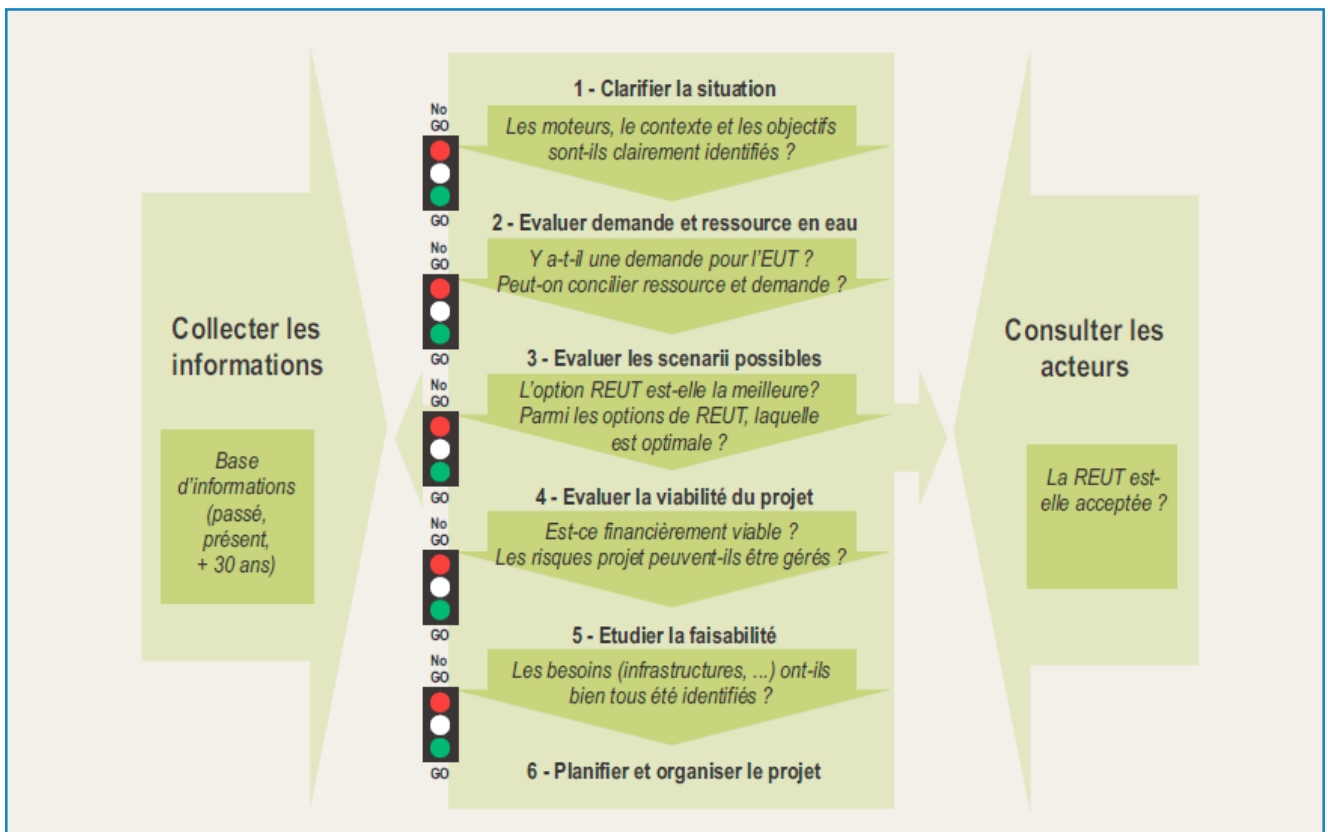 1 - Clarifier la situation
No
GO
Les moteurs, le contexte et les objectifs
sont-ils clairement identifiés ?
GO
2 - Evaluer demande et ressource en eau
No
GO
Y a-t-il une demande pour l'EUT ?
Peut-on concilier ressource et demande ?
GO
3 - Evaluer les scenarii possibles
No
GO
L'option REUT est-elle la meilleure?
Parmi les options de REUT, laquelle
est optimale ?
GO
4 - Evaluer la viabilité du projet
No
GO
Est-ce financièrement viable ?
Les risques projet peuvent-ils être gérés ?
GO
5 - Etudier la faisabilité
No
GO
Les besoins (infrastructures, ...) ont-ils
bien tous été identifiés ?
GO
6 - Planifier et organiser le projet
Collecter les
informations
Base
d'informations
(passé,
présent,
+ 30 ans)
Consulter les
acteurs
La REUT est-
elle acceptée ?